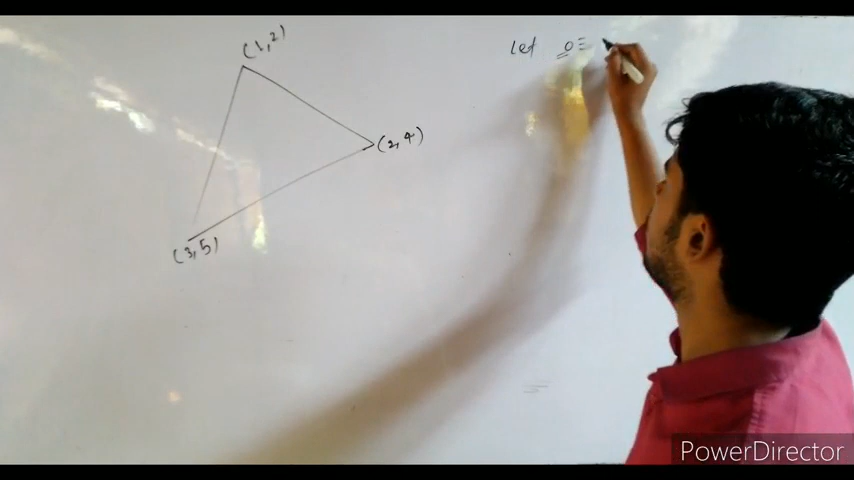 (1,2)
Let O ≡
(2,4)
(3,5)
PowerDirector